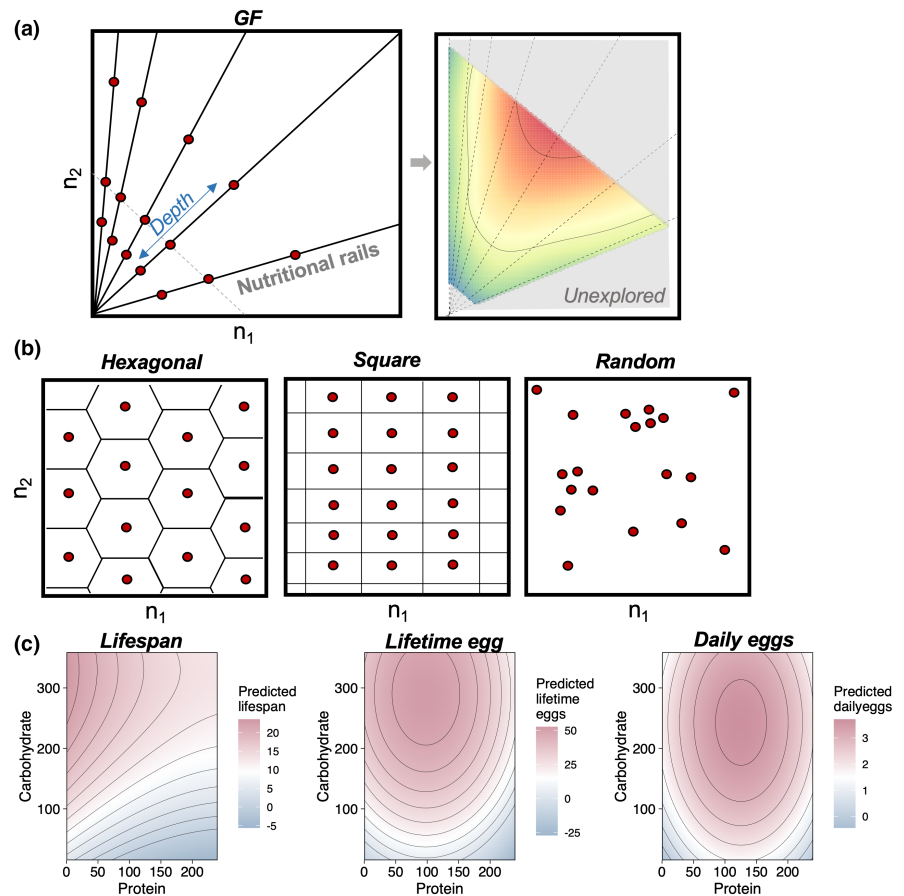 (a)
GF
n2
Depth
Nutritional rails
n1
Unexplored
(b)
Hexagonal
Square
Random
n2
n1
n1
n1
(c)
Lifespan
Carbohydrate
300
200
100
0 50 100 150 200
Protein
Predicted
lifespan
20
15
10
5
0
-5
Lifetime egg
Carbohydrate
300
200
100
0 50 100 150 200
Protein
Predicted
lifetime
eggs
50
25
0
-25
Daily eggs
Carbohydrate
300
200
100
0 50 100 150 200
Protein
Predicted
dailyeggs
3
2
1
0